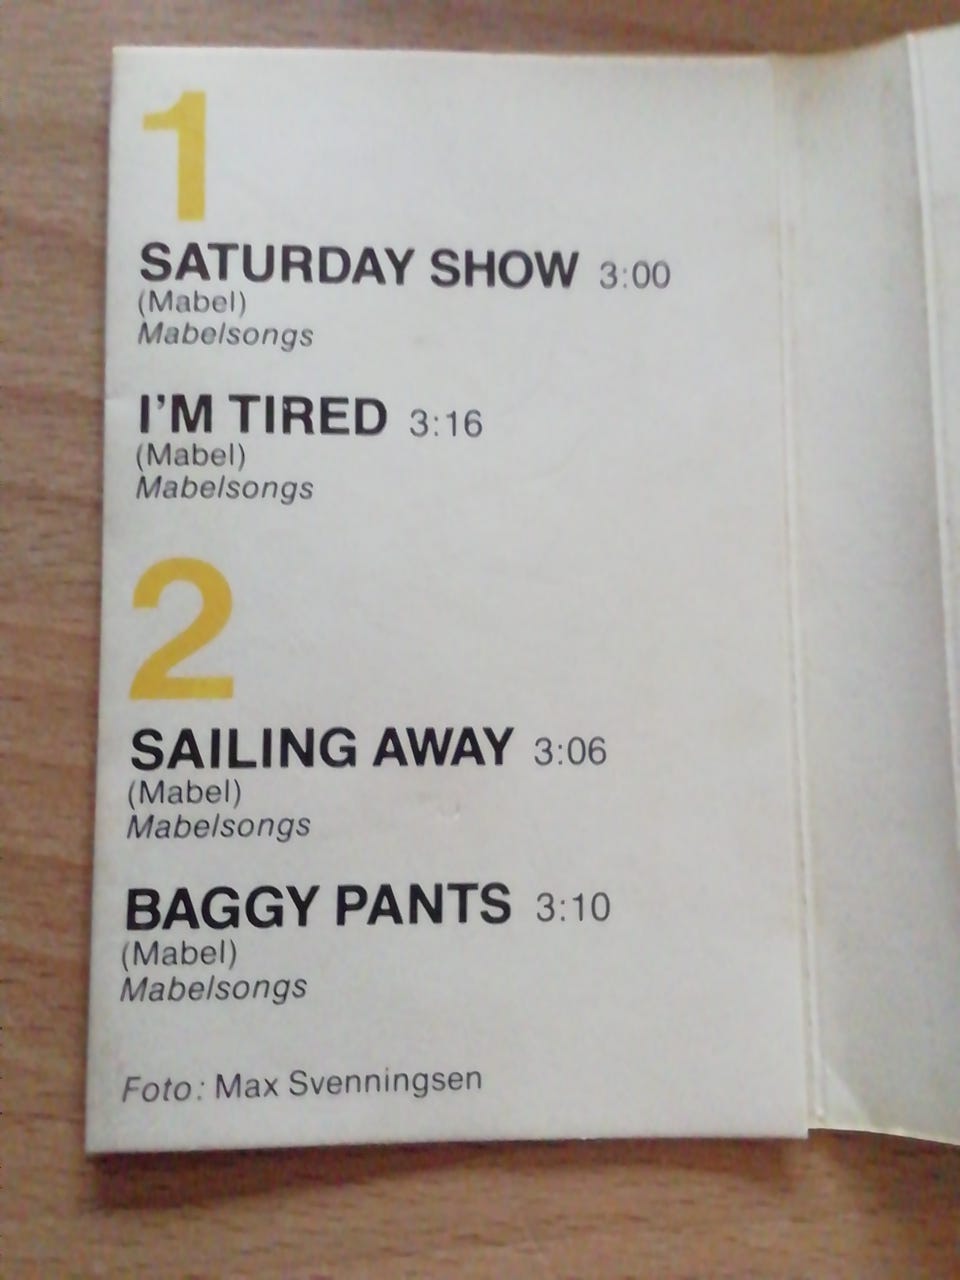 1
SATURDAY SHOW 3:00
(Mabel)
Mabelsongs
I'M TIRED 3:16
(Mabel)
Mabelsongs
2
SAILING AWAY 3:06
(Mabel)
Mabelsongs
BAGGY PANTS 3:10
(Mabel)
Mabelsongs
Foto: Max Svenningsen